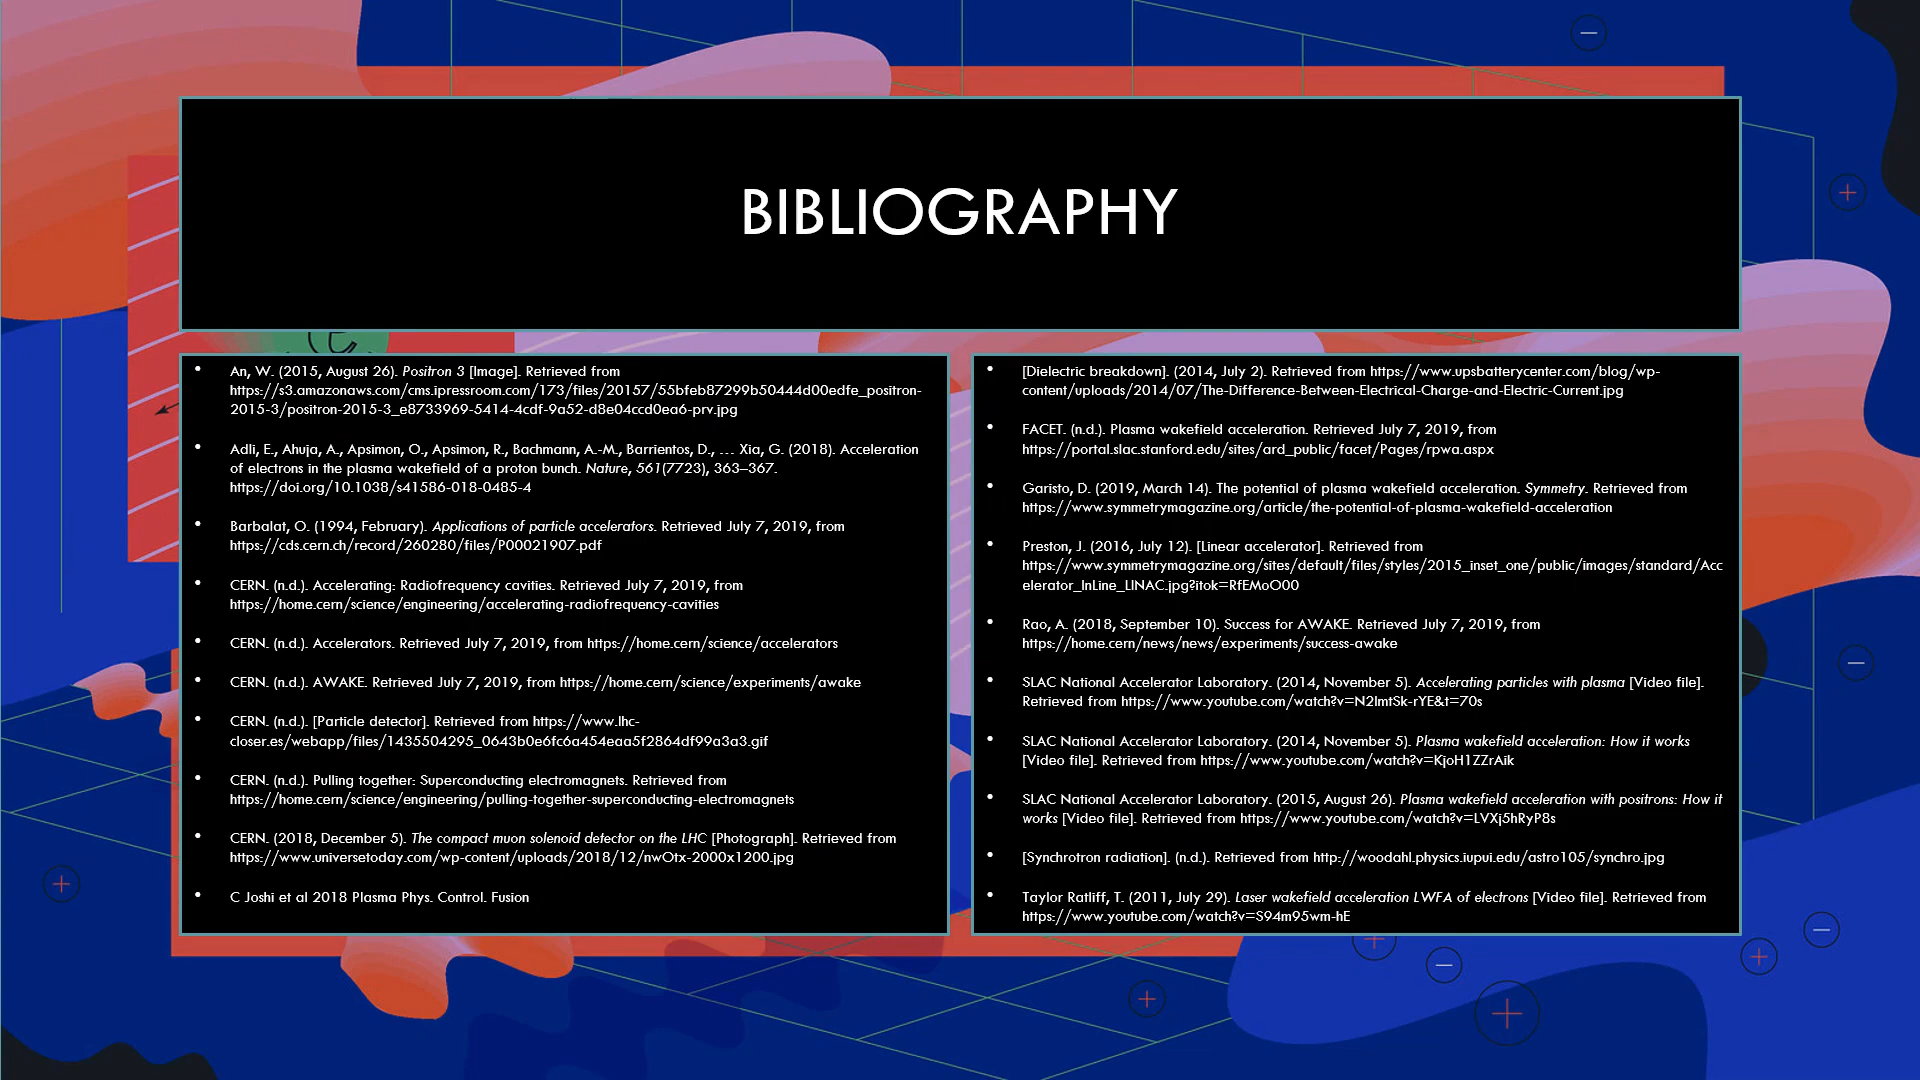 BIBLIOGRAPHY
• An, W. (2015, August 26). Positron 3 [Image]. Retrieved from
https://s3.amazonaws.com/cms.ipressroom.com/173/files/20157/55bfeb87299b50444d00edfe_positron-
2015-3/positron-2015-3_e8733969-5414-4cdf-9a52-d8e04ccd0ea6-prv.jpg
• Adli, E., Ahuja, A., Apsimon, O., Apsimon, R., Bachmann, A.-M., Barrientos, D., … Xia, G. (2018). Acceleration
of electrons in the plasma wakefield of a proton bunch. Nature, 561(7723), 363–367.
https://doi.org/10.1038/s41586-018-0485-4
• Barbalat, O. (1994, February). Applications of particle accelerators. Retrieved July 7, 2019, from
https://cds.cern.ch/record/260280/files/P00021907.pdf
• CERN. (n.d.). Accelerating: Radiofrequency cavities. Retrieved July 7, 2019, from
https://home.cern/science/engineering/accelerating-radiofrequency-cavities
• CERN. (n.d.). Accelerators. Retrieved July 7, 2019, from https://home.cern/science/accelerators
• CERN. (n.d.). AWAKE. Retrieved July 7, 2019, from https://home.cern/science/experiments/awake
• CERN. (n.d.). [Particle detector]. Retrieved from https://www.lhc-
closer.es/webapp/files/1435504295_0643b0e6fc6a454eaa5f2864df99a3a3.gif
• CERN. (n.d.). Pulling together: Superconducting electromagnets. Retrieved from
https://home.cern/science/engineering/pulling-together-superconducting-electromagnets
• CERN. (2018, December 5). The compact muon solenoid detector on the LHC [Photograph]. Retrieved from
https://www.universetoday.com/wp-content/uploads/2018/12/nwOtx-2000x1200.jpg
• C Joshi et al 2018 Plasma Phys. Control. Fusion
• [Dielectric breakdown]. (2014, July 2). Retrieved from https://www.upsbatterycenter.com/blog/wp-
content/uploads/2014/07/The-Difference-Between-Electrical-Charge-and-Electric-Current.jpg
• FACET. (n.d.). Plasma wakefield acceleration. Retrieved July 7, 2019, from
https://portal.slac.stanford.edu/sites/ard_public/facet/Pages/rpwa.aspx
• Garisto, D. (2019, March 14). The potential of plasma wakefield acceleration. Symmetry. Retrieved from
https://www.symmetrymagazine.org/article/the-potential-of-plasma-wakefield-acceleration
• Preston, J. (2016, July 12). [Linear accelerator]. Retrieved from
https://www.symmetrymagazine.org/sites/default/files/styles/2015_inset_one/public/images/standard/Acc
elerator_InLine_LINAC.jpg?itok=RfEMoO00
• Rao, A. (2018, September 10). Success for AWAKE. Retrieved July 7, 2019, from
https://home.cern/news/news/experiments/success-awake
• SLAC National Accelerator Laboratory. (2014, November 5). Accelerating particles with plasma [Video file].
Retrieved from https://www.youtube.com/watch?v=N2ImtSk-rYE&t=70s
• SLAC National Accelerator Laboratory. (2014, November 5). Plasma wakefield acceleration: How it works
[Video file]. Retrieved from https://www.youtube.com/watch?v=KjoH1ZZrAik
• SLAC National Accelerator Laboratory. (2015, August 26). Plasma wakefield acceleration with positrons: How it
works [Video file]. Retrieved from https://www.youtube.com/watch?v=LVXj5hRyP8s
• [Synchrotron radiation]. (n.d.). Retrieved from http://woodahl.physics.iupui.edu/astro105/synchro.jpg
• Taylor Ratliff, T. (2011, July 29). Laser wakefield acceleration LWFA of electrons [Video file]. Retrieved from
https://www.youtube.com/watch?v=S94m95wm-hE